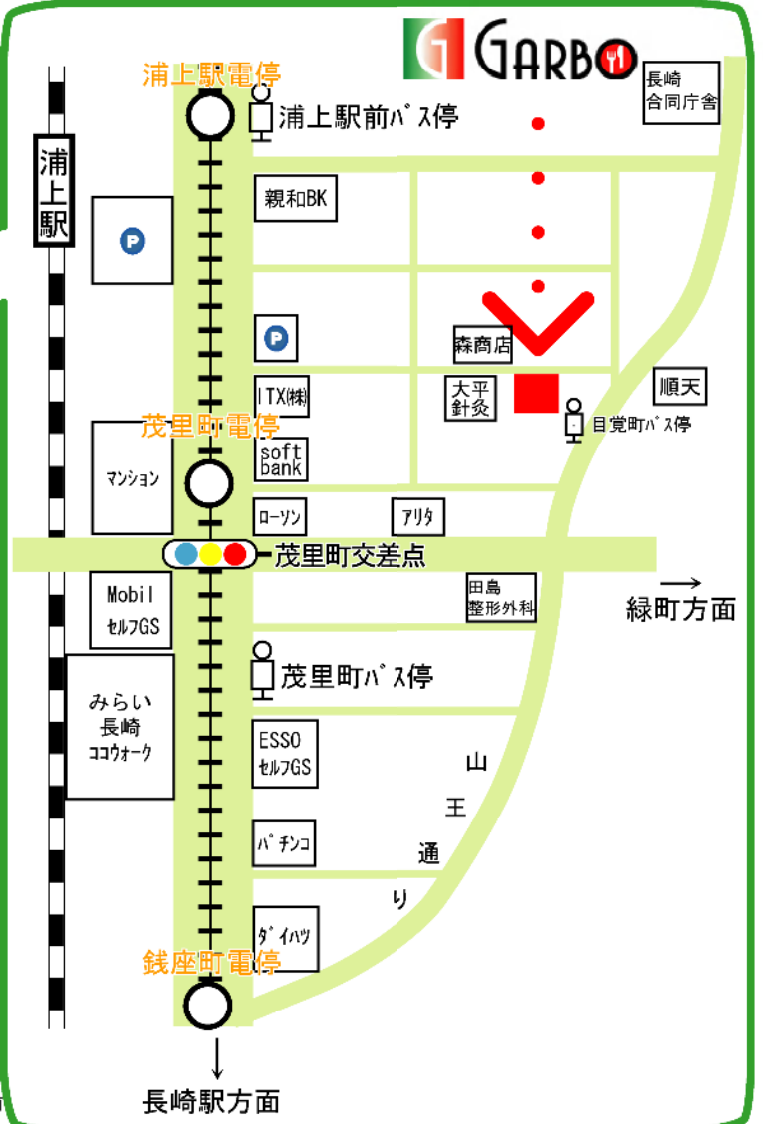 GARBO
浦上駅電停
長崎
合同庁舎
浦上駅前ﾊﾞｽ停
浦上駅
親和BK
P
P
森商店
ITX㈱
大平
針灸
順天
茂里町電停
目覚町ﾊﾞｽ停
soft
bank
ﾏﾝｼｮﾝ
ﾛｰｿﾝ
ｱﾘﾀ
茂里町交差点
Mobil
ｾﾙﾌGS
田島
整形外科
→
緑町方面
茂里町ﾊﾞｽ停
みらい
長崎
ｺｺｳｫｰｸ
ESSO
ｾﾙﾌGS
山王通り
ﾊﾟﾁﾝｺ
ﾀﾞｲﾊﾂ
銭座町電停
↓
長崎駅方面